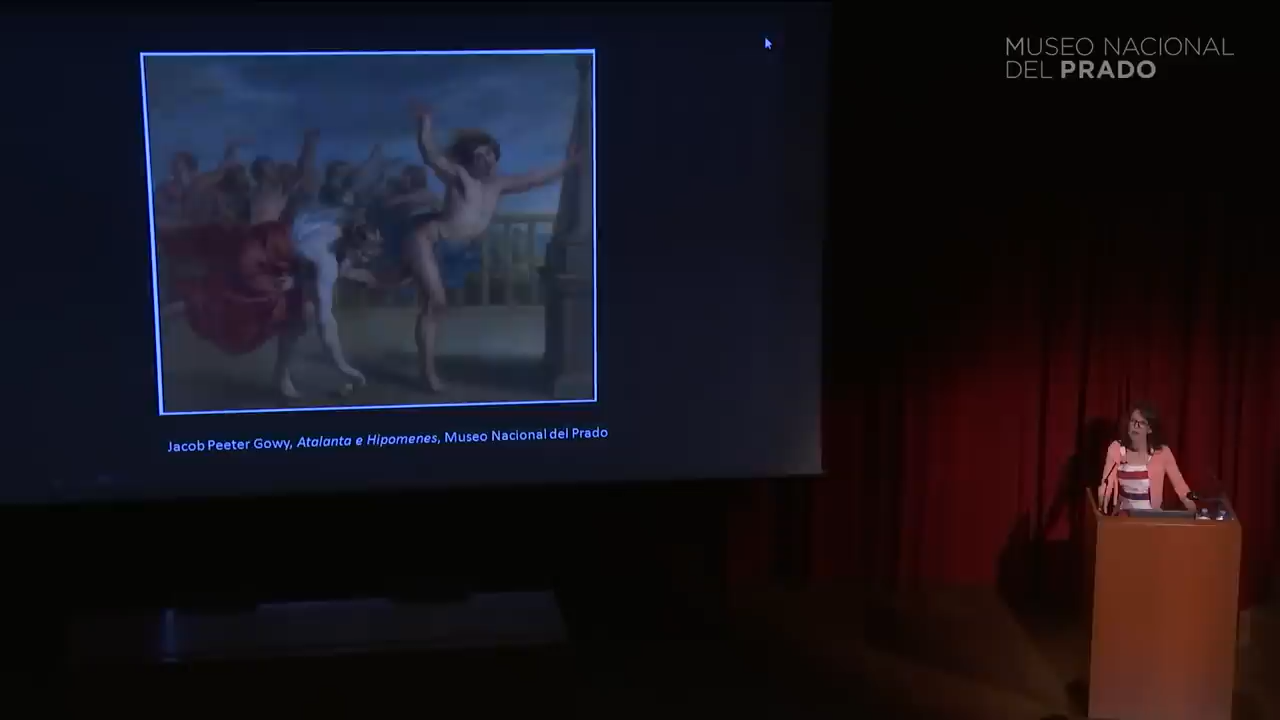 MUSEO NACIONAL
DEL PRADO
Jacob Peeter Gowy, Atalanta e Hipomenes, Museo Nacional del Prado